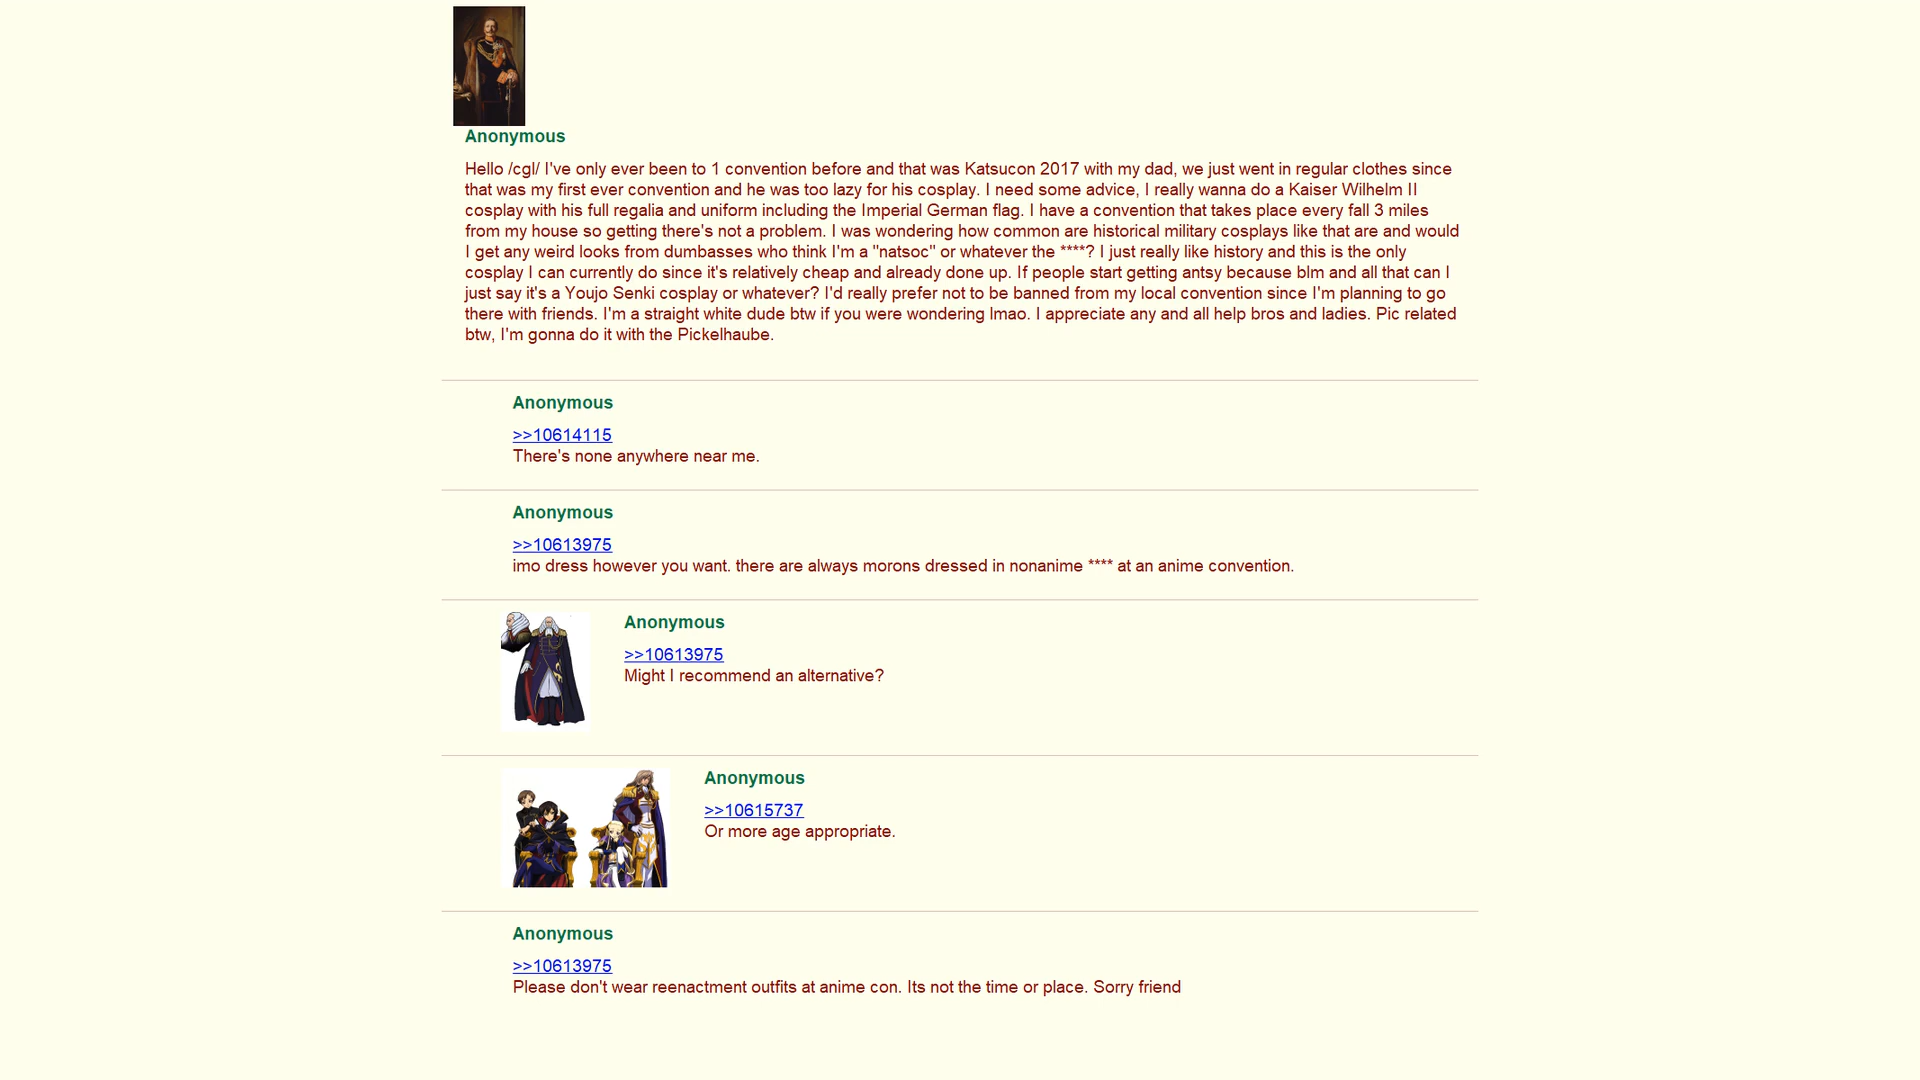 Anonymous
Hello /cgl/ I've only ever been to 1 convention before and that was Katsucon 2017 with my dad, we just went in regular clothes since
that was my first ever convention and he was too lazy for his cosplay. I need some advice, I really wanna do a Kaiser Wilhelm II
cosplay with his full regalia and uniform including the Imperial German flag. I have a convention that takes place every fall 3 miles
from my house so getting there's not a problem. I was wondering how common are historical military cosplays like that are and would
I get any weird looks from dumbasses who think I'm a "natsoc" or whatever the ****? I just really like history and this is the only
cosplay I can currently do since it's relatively cheap and already done up. If people start getting antsy because blm and all that can I
just say it's a Youjo Senki cosplay or whatever? I'd really prefer not to be banned from my local convention since I'm planning to go
there with friends. I'm a straight white dude btw if you were wondering lmao. I appreciate any and all help bros and ladies. Pic related
btw, I'm gonna do it with the Pickelhaube.
Anonymous
>>10614115
There's none anywhere near me.
Anonymous
>>10613975
imo dress however you want. there are always morons dressed in nonanime **** at an anime convention.
Anonymous
>>10613975
Might I recommend an alternative?
Anonymous
>>10615737
Or more age appropriate.
Anonymous
>>10613975
Please don't wear reenactment outfits at anime con. Its not the time or place. Sorry friend